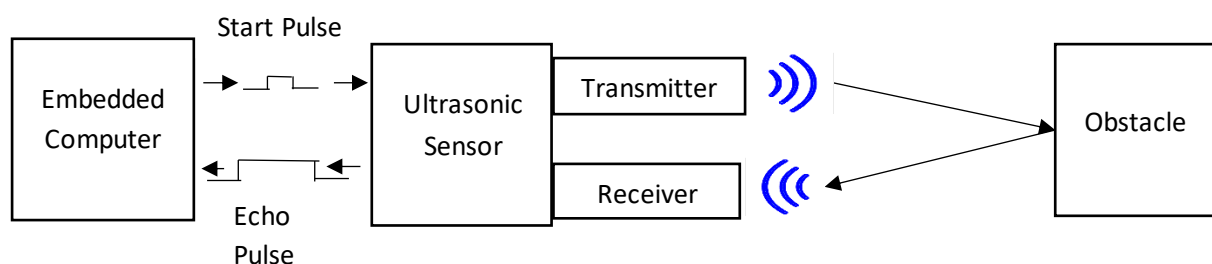 Start Pulse
Embedded
Computer
Ultrasonic
Sensor
Transmitter
Receiver
Obstacle
Echo
Pulse